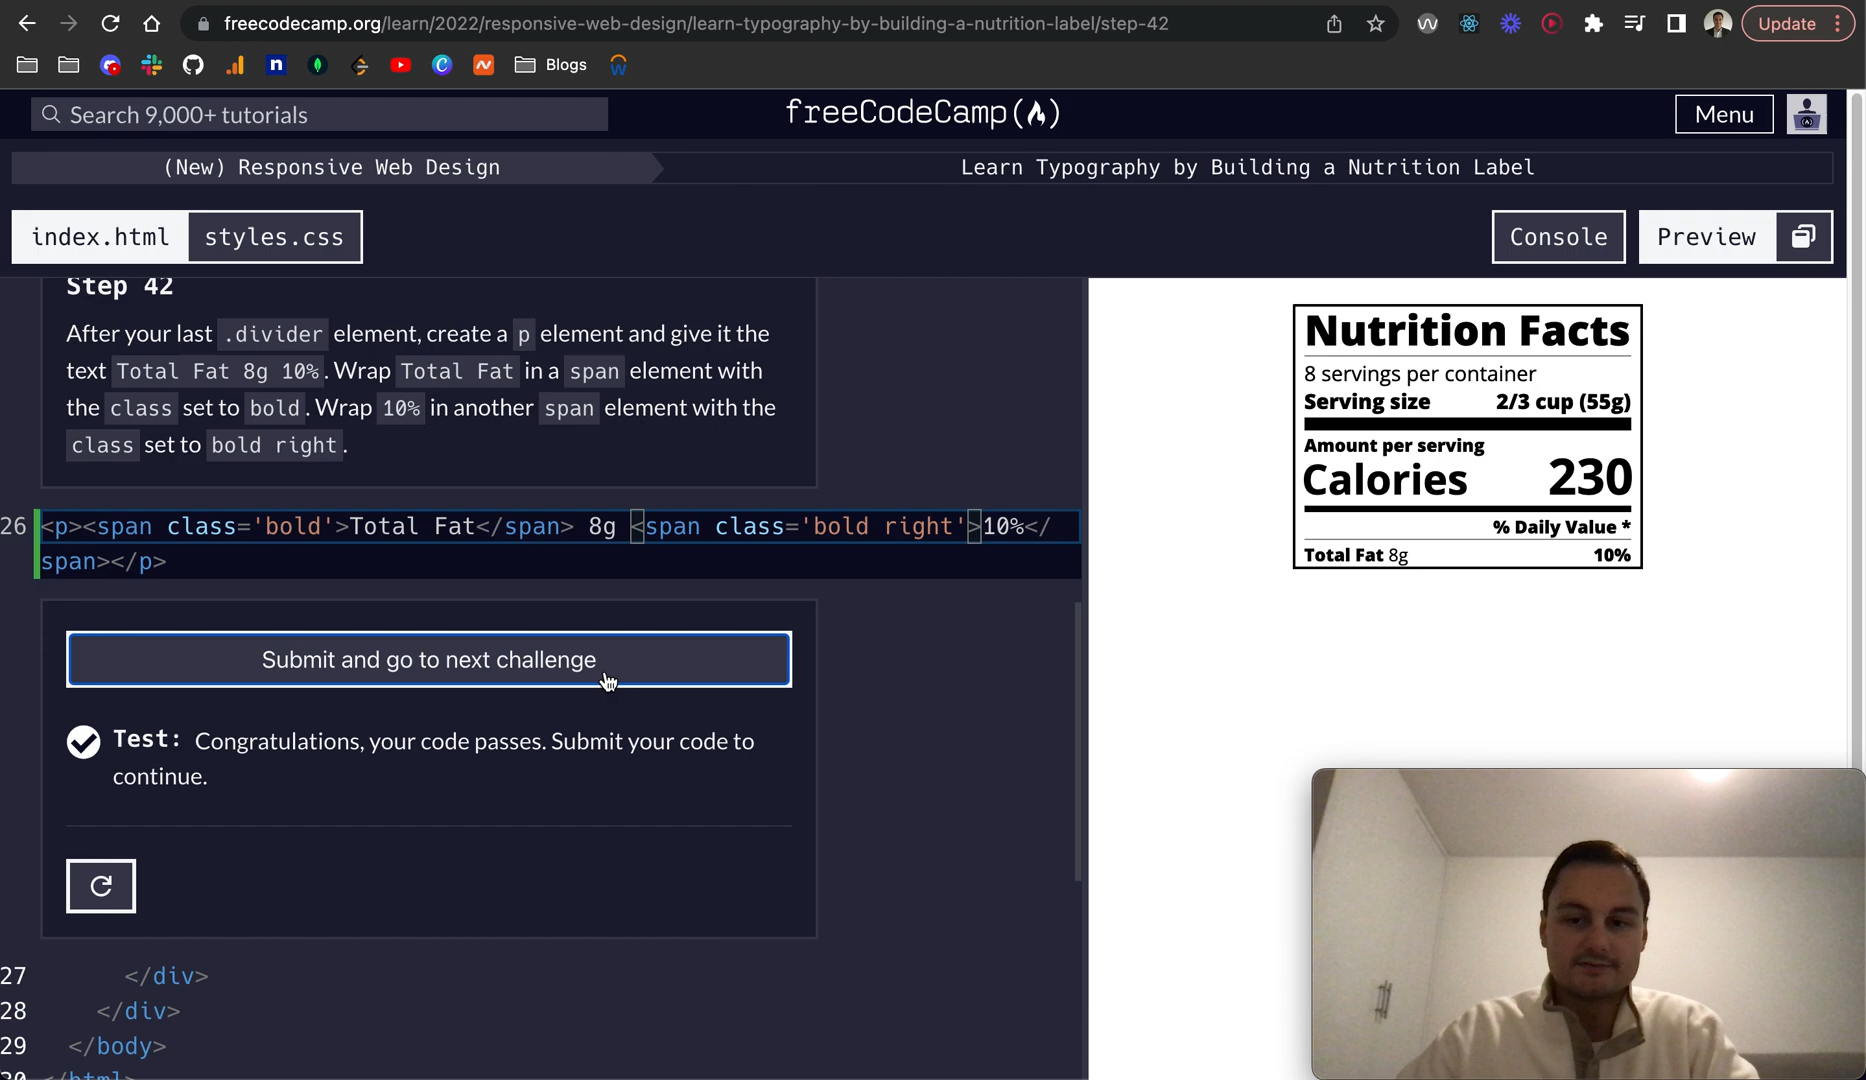 freecodecamp.org/learn/2022/responsive-web-design/learn-typography-by-building-a-nutrition-label/step-42
Update
Blogs
Search 9,000+ tutorials
freeCodeCamp
Menu
(New) Responsive Web Design
Learn Typography by Building a Nutrition Label
index.html
styles.css
Console
Preview
Step 42
After your last .divider element, create a p element and give it the
text Total Fat 8g 10%. Wrap Total Fat in a span element with
the class set to bold. Wrap 10% in another span element with the
class set to bold right.
26 <p><span class='bold'>Total Fat</span> 8g <span class='bold right'>10%</
span></p>
Submit and go to next challenge
Test: Congratulations, your code passes. Submit your code to
continue.
27 </div>
28 </div>
29 </body>
30 </html>
Nutrition Facts
8 servings per container
Serving size 2/3 cup (55g)
Amount per serving
Calories 230
% Daily Value *
Total Fat 8g 10%